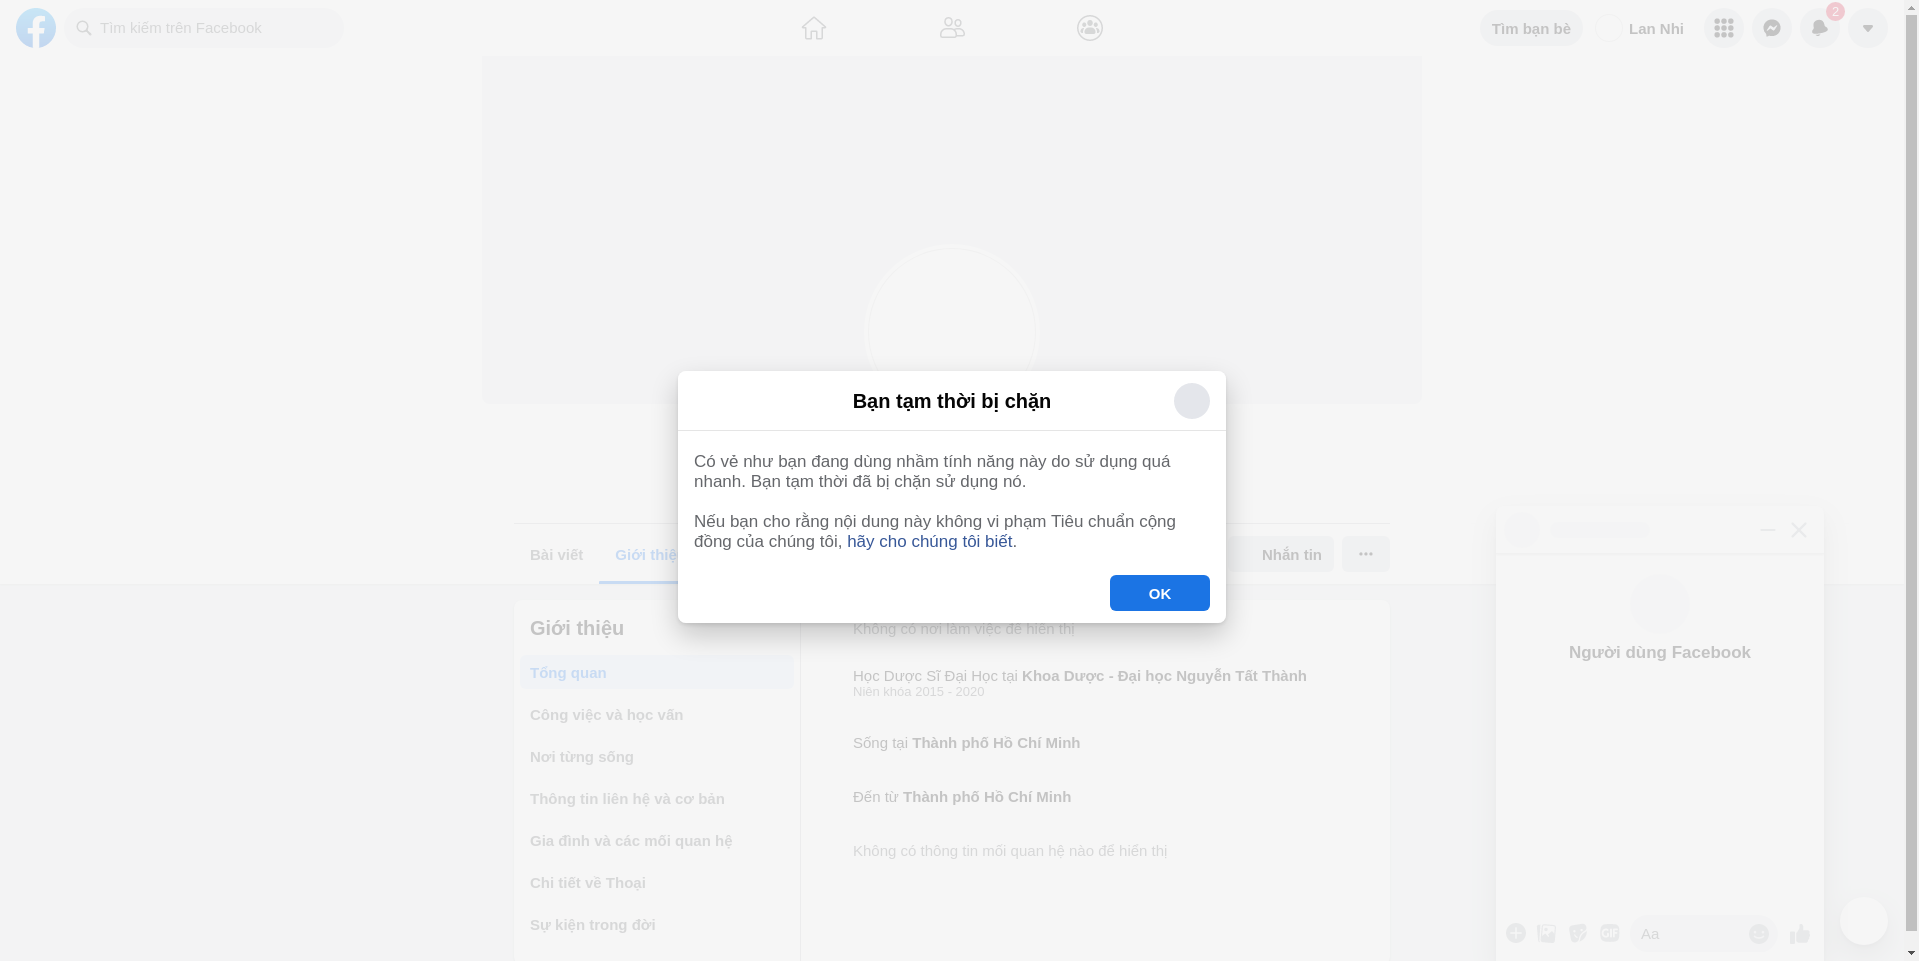 Tìm kiếm trên Facebook
Tìm bạn bè
Lan Nhi
2
Bạn tạm thời bị chặn
Có vẻ như bạn đang dùng nhầm tính năng này do sử dụng quá
nhanh. Bạn tạm thời đã bị chặn sử dụng nó.
Nếu bạn cho rằng nội dung này không vi phạm Tiêu chuẩn cộng
đồng của chúng tôi, hãy cho chúng tôi biết.
OK
Bài viết
Giới thiệ
Nhắn tin
Giới thiệu
Tổng quan
Công việc và học vấn
Nơi từng sống
Thông tin liên hệ và cơ bản
Gia đình và các mối quan hệ
Chi tiết về Thoại
Sự kiện trong đời
Không có nơi làm việc để hiển thị
Học Dược Sĩ Đại Học tại Khoa Dược - Đại học Nguyễn Tất Thành
Niên khóa 2015 - 2020
Sống tại Thành phố Hồ Chí Minh
Đến từ Thành phố Hồ Chí Minh
Không có thông tin mối quan hệ nào để hiển thị
Người dùng Facebook
GIF
Aa